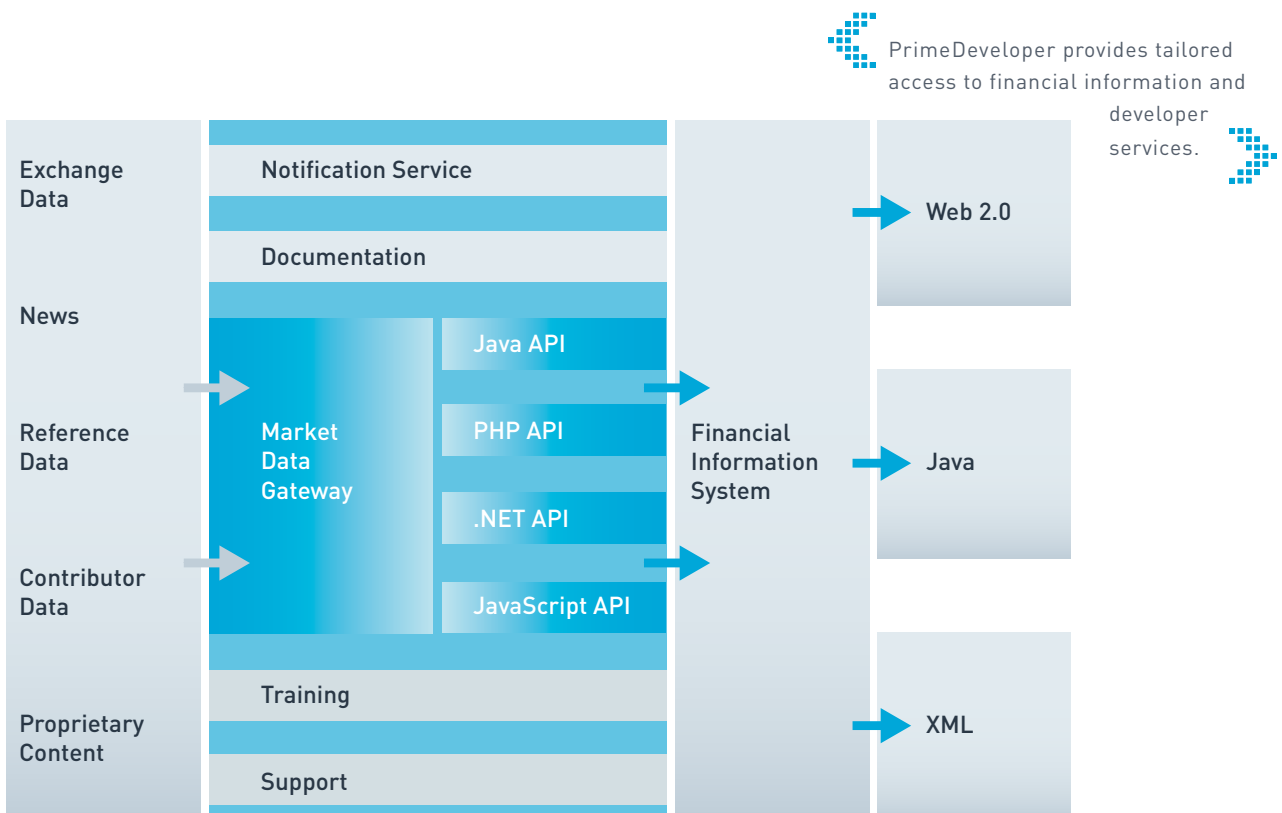 PrimeDeveloper provides tailored
access to financial information and
developer
services.
Exchange
Data
News
Reference
Data
Contributor
Data
Proprietary
Content
Notification Service
Documentation
Market
Data
Gateway
Java API
PHP API
.NET API
JavaScript API
Training
Support
Financial
Information
System
Web 2.0
Java
XML